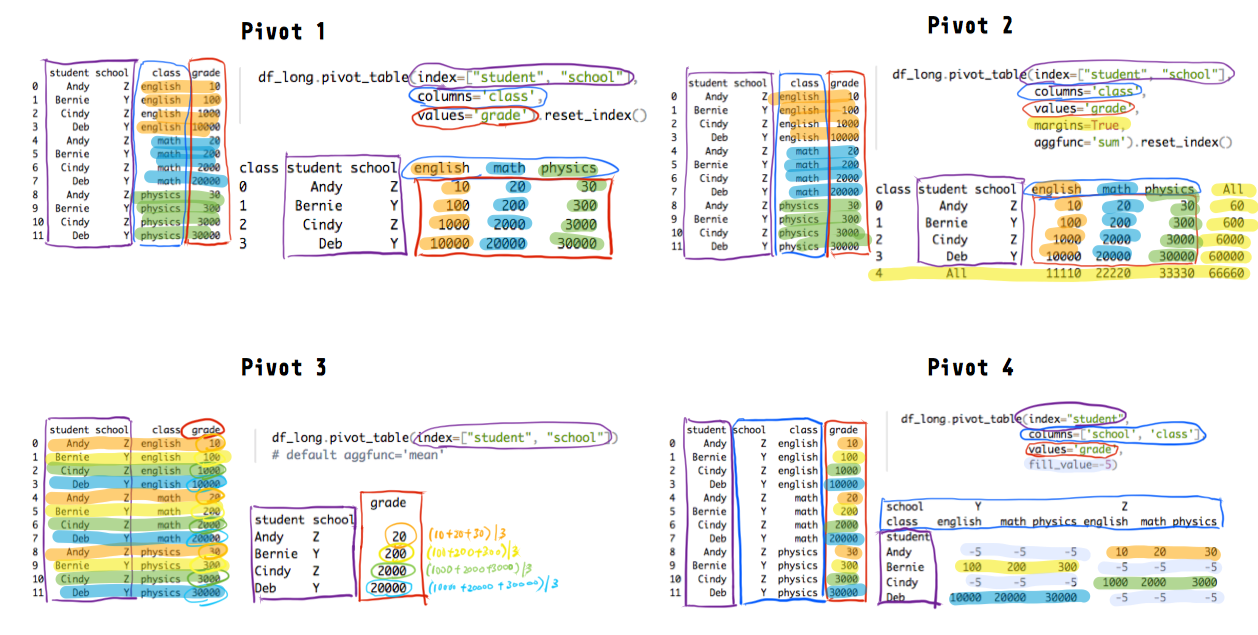 Pivot 1
student school class grade
0 Andy Z english 10
1 Bernie Y english 100
2 Cindy Z english 1000
3 Deb Y english 10000
4 Andy Z math 20
5 Bernie Y math 200
6 Cindy Z math 2000
7 Deb Y math 20000
8 Andy Z physics 30
9 Bernie Y physics 300
10 Cindy Z physics 3000
11 Deb Y physics 30000
df_long.pivot_table(index=["student", "school"],
columns='class',
values='grade').reset_index()
class student school english math physics
0 Andy Z 10 20 30
1 Bernie Y 100 200 300
2 Cindy Z 1000 2000 3000
3 Deb Y 10000 20000 30000
Pivot 2
student school class grade
0 Andy Z english 10
1 Bernie Y english 100
2 Cindy Z english 1000
3 Deb Y english 10000
4 Andy Z math 20
5 Bernie Y math 200
6 Cindy Z math 2000
7 Deb Y math 20000
8 Andy Z physics 30
9 Bernie Y physics 300
10 Cindy Z physics 3000
11 Deb Y physics 30000
df_long.pivot_table(index=["student", "school"],
columns='class',
values='grade',
margins=True,
aggfunc='sum').reset_index()
class student school english math physics All
0 Andy Z 10 20 30 60
1 Bernie Y 100 200 300 600
2 Cindy Z 1000 2000 3000 6000
3 Deb Y 10000 20000 30000 60000
4 All 11110 22220 33330 66660
Pivot 3
student school class grade
0 Andy Z english 10
1 Bernie Y english 100
2 Cindy Z english 1000
3 Deb Y english 10000
4 Andy Z math 20
5 Bernie Y math 200
6 Cindy Z math 2000
7 Deb Y math 20000
8 Andy Z physics 30
9 Bernie Y physics 300
10 Cindy Z physics 3000
11 Deb Y physics 30000
df_long.pivot_table(index=["student", "school"])
# default aggfunc='mean'
grade
student school
Andy Z 20 (10+20+30)/3
Bernie Y 200 (100+200+300)/3
Cindy Z 2000 (1000+2000+3000)/3
Deb Y 20000 (10000+20000+30000)/3
Pivot 4
student school class grade
0 Andy Z english 10
1 Bernie Y english 100
2 Cindy Z english 1000
3 Deb Y english 10000
4 Andy Z math 20
5 Bernie Y math 200
6 Cindy Z math 2000
7 Deb Y math 20000
8 Andy Z physics 30
9 Bernie Y physics 300
10 Cindy Z physics 3000
11 Deb Y physics 30000
df_long.pivot_table(index="student",
columns=['school', 'class'],
values='grade',
fill_value=-5)
school Y Z
class english math physics english math physics
student
Andy -5 -5 -5 10 20 30
Bernie 100 200 300 -5 -5 -5
Cindy -5 -5 -5 1000 2000 3000
Deb 10000 20000 30000 -5 -5 -5